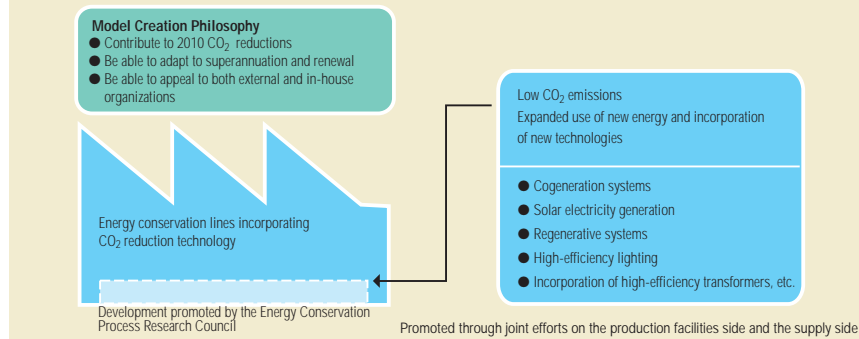 Model Creation Philosophy
● Contribute to 2010 CO₂ reductions
● Be able to adapt to superannuation and renewal
● Be able to appeal to both external and in-house
organizations
Low CO₂ emissions
Expanded use of new energy and incorporation
of new technologies
● Cogeneration systems
● Solar electricity generation
● Regenerative systems
● High-efficiency lighting
● Incorporation of high-efficiency transformers, etc.
Energy conservation lines incorporating
CO₂ reduction technology
Development promoted by the Energy Conservation
Process Research Council
Promoted through joint efforts on the production facilities side and the supply side